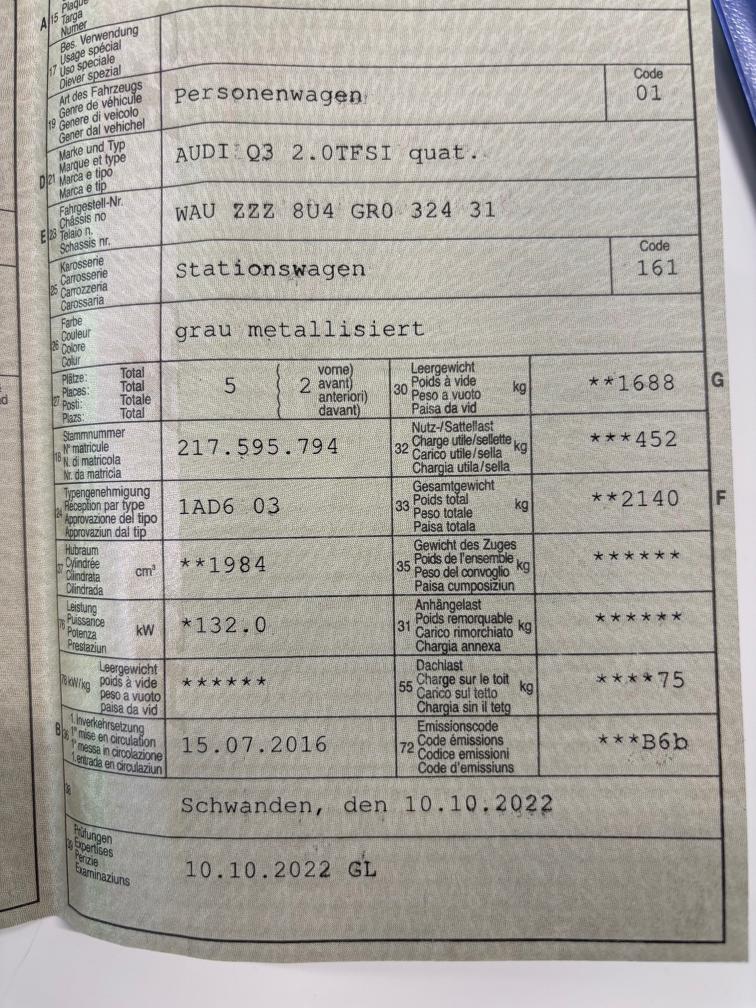 Plaque
A 15 Targa
Numer
Bes. Verwendung
Usage spécial
17 Uso speciale
Diever spezial
Art des Fahrzeugs
Genre de véhicule
19 Genere di veicolo
Gener dal vehichel
Personenwagen
Code
01
Marke und Typ
Marque et type
D 21 Marca e tipo
Marca e tip
AUDI Q3 2.0TFSI quat.
Fahrgestell-Nr.
Châssis no
E 23 Telaio n.
Schassis nr.
WAU ZZZ 8U4 GR0 324 31
Karosserie
Carrosserie
25 Carrozzeria
Carossaria
Stationswagen
Code
161
Farbe
Couleur
26 Colore
Colur
grau metallisiert
Plätze: Total
Places: Total
27 Posti: Totale
Plazs: Total
5
2
vorne)
avant)
anteriori)
davant)
Leergewicht
30 Poids à vide kg
Peso a vuoto
Paisa da vid
**1688
G
Stammnummer
N° matricule
18 N. di matricola
Nr. da matricla
217.595.794
Nutz-/Sattellast
32 Charge utile/sellette kg
Carico utile/sella
Chargia utila/sella
***452
Typengenehmigung
24 Réception par type
Approvazione del tipo
Approvaziun dal tip
1AD6 03
Gesamtgewicht
33 Poids total kg
Peso totale
Paisa totala
**2140
F
Hubraum
37 Cylindrée cm³
Cilindrata
Cilindrada
**1984
Gewicht des Zuges
35 Poids de l'ensemble kg
Peso del convoglio
Paisa cumposiziun
******
Leistung
76 Puissance kW
Potenza
Prestaziun
*132.0
Anhängelast
31 Poids remorquable kg
Carico rimorchiato
Chargia annexa
******
Leergewicht
78 kW/kg poids à vide
peso a vuoto
paisa da vid
******
Dachlast
55 Charge sur le toit kg
Carico sul tetto
Chargia sin il tetg
****75
1. Inverkehrsetzung
B 36 1re mise en circulation
1a messa in circolazione
1. entrada en circulaziun
15.07.2016
Emissionscode
72 Code émissions
Codice emissioni
Code d'emissiuns
***B6b
38
Schwanden, den 10.10.2022
Prüfungen
39 Expertises
Perizie
Examinaziuns
10.10.2022 GL